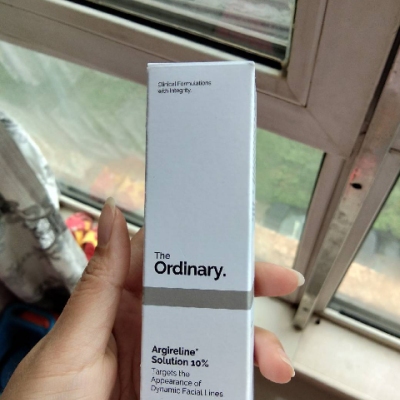 Clinical Formulations
with Integrity.
The
Ordinary.
Argireline*
Solution 10%
Targets the
Appearance of
Dynamic Facial Lines